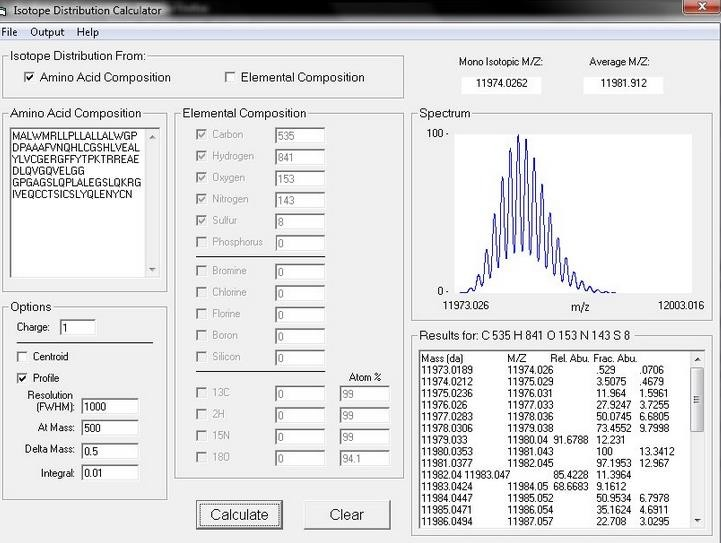 Isotope Distribution Calculator
File Output Help
Isotope Distribution From:
Amino Acid Composition Elemental Composition
Mono Isotopic M/Z: Average M/Z:
11974.0262 11981.912
Amino Acid Composition
MALWMRLLPLLALLALWGP
DPAAAFVNQHLCGSHLVEAL
YLVCGERGFFYTPKTRREAE
DLQVGQVELGG
GPGAGSLQPLALEGSLQKRG
IVEQCCTSICSLYQLENYCN
Elemental Composition
Carbon 535
Hydrogen 841
Oxygen 153
Nitrogen 143
Sulfur 8
Phosphorus 0
Bromine 0
Chlorine 0
Florine 0
Boron 0
Silicon 0
Atom %
13C 0 99
2H 0 99
15N 0 99
18O 0 94.1
Options
Charge: 1
Centroid
Profile
Resolution
(FWHM): 1000
At Mass: 500
Delta Mass: 0.5
Integral: 0.01
Calculate Clear
Spectrum
100 -
0 -
11973.026 m/z 12003.016
Results for: C 535 H 841 O 153 N 143 S 8
Mass (da) M/Z Rel. Abu. Frac. Abu.
11973.0189 11974.026 .529 .0706
11974.0212 11975.029 3.5075 .4679
11975.0236 11976.031 11.964 1.5961
11976.026 11977.033 27.9247 3.7255
11977.0283 11978.036 50.0745 6.6805
11978.0306 11979.038 73.4552 9.7998
11979.033 11980.04 91.6788 12.231
11980.0353 11981.043 100 13.3412
11981.0377 11982.045 97.1953 12.967
11982.04 11983.047 85.4228 11.3964
11983.0424 11984.05 68.6683 9.1612
11984.0447 11985.052 50.9534 6.7978
11985.0471 11986.054 35.1624 4.6911
11986.0494 11987.057 22.708 3.0295